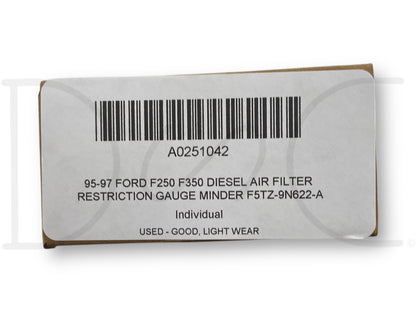 A0251042
95-97 FORD F250 F350 DIESEL AIR FILTER
RESTRICTION GAUGE MINDER F5TZ-9N622-A
Individual
USED - GOOD, LIGHT WEAR